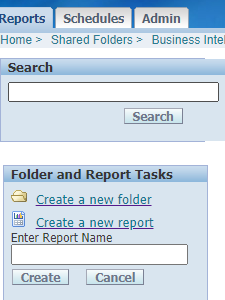 Reports Schedules Admin
Home > Shared Folders > Business Intel
Search
Search
Folder and Report Tasks
Create a new folder
Create a new report
Enter Report Name
Create Cancel